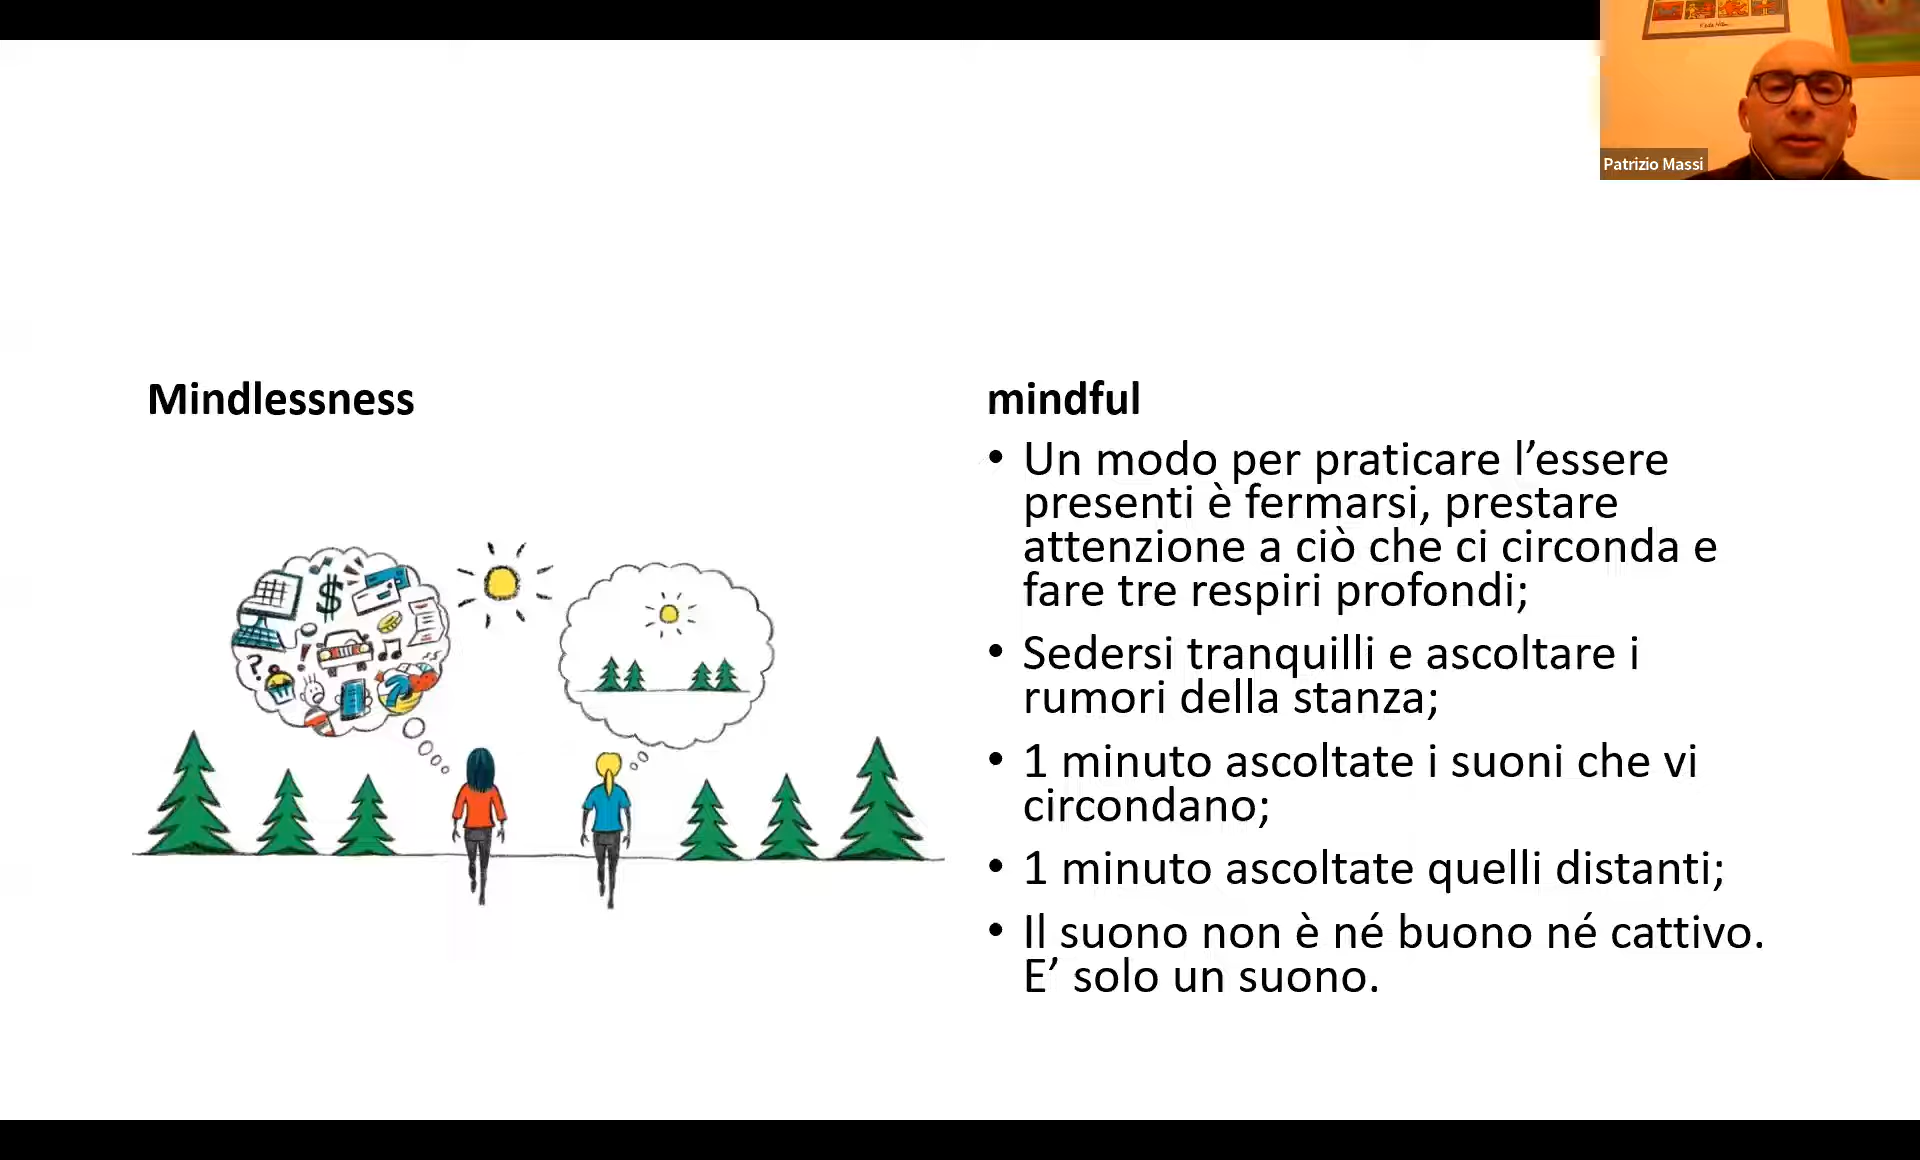 Patrizio Massi
Mindlessness
mindful
• Un modo per praticare l’essere
presenti è fermarsi, prestare
attenzione a ciò che ci circonda e
fare tre respiri profondi;
• Sedersi tranquilli e ascoltare i
rumori della stanza;
• 1 minuto ascoltate i suoni che vi
circondano;
• 1 minuto ascoltate quelli distanti;
• Il suono non è né buono né cattivo.
E’ solo un suono.
$
?
!